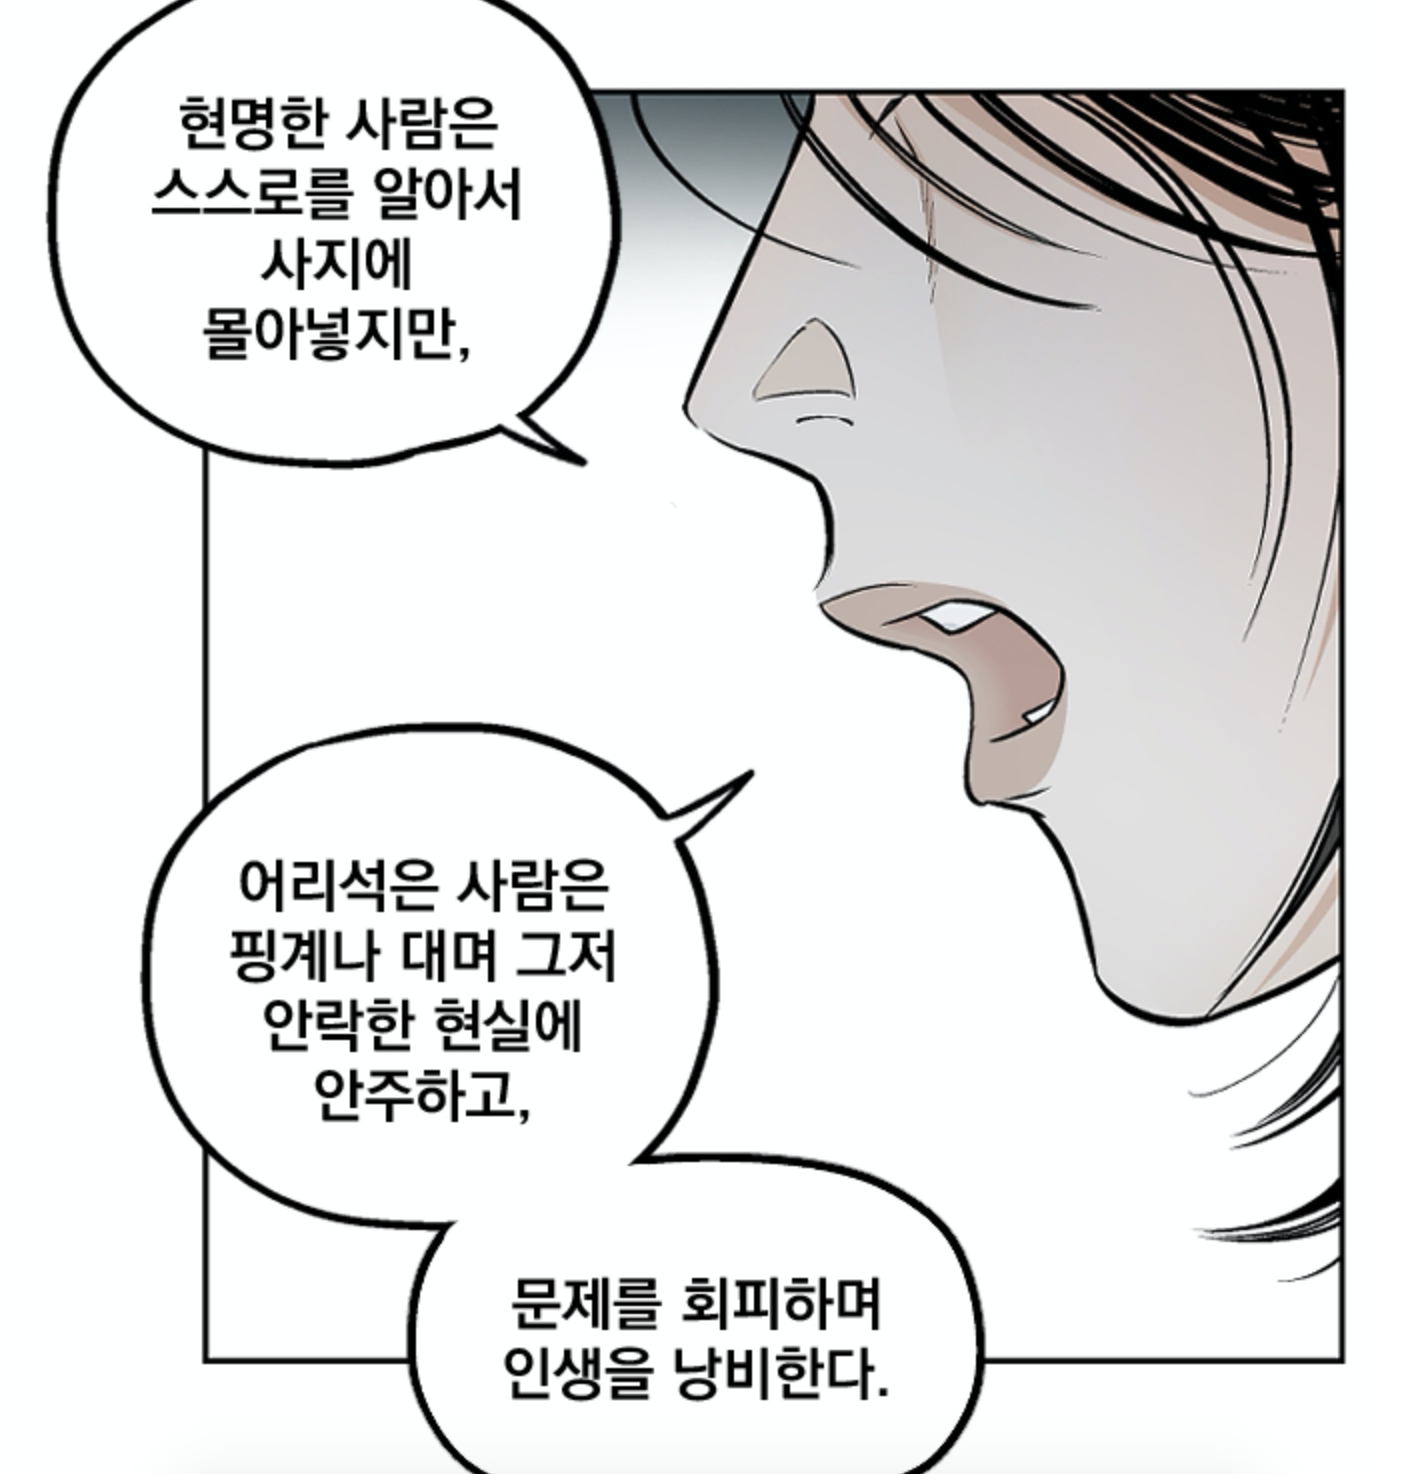 현명한 사람은
스스로를 알아서
사지에
몰아넣지만,
어리석은 사람은
핑계나 대며 그저
안락한 현실에
안주하고,
문제를 회피하며
인생을 낭비한다.